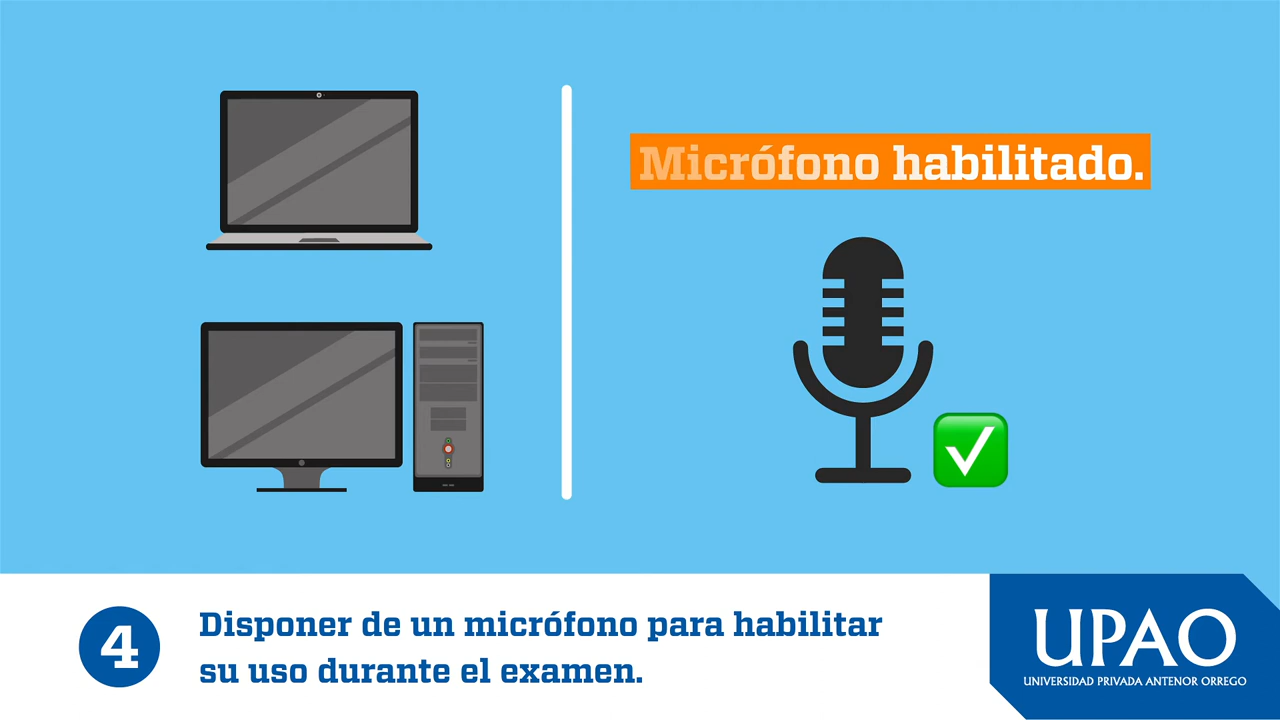 Micrófono habilitado.
4
Disponer de un micrófono para habilitar
su uso durante el examen.
UPAO
UNIVERSIDAD PRIVADA ANTENOR ORREGO